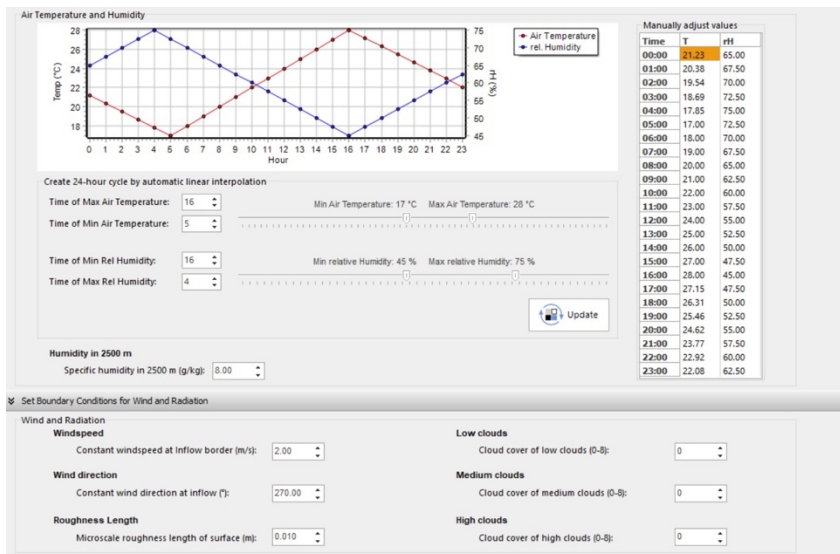 Air Temperature and Humidity
28
26
24
22
20
18
Temp (°C)
75
70
65
60
55
50
45
rH (%)
0 1 2 3 4 5 6 7 8 9 10 11 12 13 14 15 16 17 18 19 20 21 22 23
Hour
Air Temperature
rel. Humidity
Create 24-hour cycle by automatic linear interpolation
Time of Max Air Temperature: 16
Min Air Temperature: 17 °C Max Air Temperature: 28 °C
Time of Min Air Temperature: 5
Time of Min Rel Humidity: 16
Min relative Humidity: 45 % Max relative Humidity: 75 %
Time of Max Rel Humidity: 4
Update
Humidity in 2500 m
Specific humidity in 2500 m (g/kg): 8.00
Manually adjust values
Time T rH
00:00 21.23 65.00
01:00 20.38 67.50
02:00 19.54 70.00
03:00 18.69 72.50
04:00 17.85 75.00
05:00 17.00 72.50
06:00 18.00 70.00
07:00 19.00 67.50
08:00 20.00 65.00
09:00 21.00 62.50
10:00 22.00 60.00
11:00 23.00 57.50
12:00 24.00 55.00
13:00 25.00 52.50
14:00 26.00 50.00
15:00 27.00 47.50
16:00 28.00 45.00
17:00 27.15 47.50
18:00 26.31 50.00
19:00 25.46 52.50
20:00 24.62 55.00
21:00 23.77 57.50
22:00 22.92 60.00
23:00 22.08 62.50
Set Boundary Conditions for Wind and Radiation
Wind and Radiation
Windspeed
Constant windspeed at Inflow border (m/s): 2.00
Wind direction
Constant wind direction at inflow (°): 270.00
Roughness Length
Microscale roughness length of surface (m): 0.010
Low clouds
Cloud cover of low clouds (0-8): 0
Medium clouds
Cloud cover of medium clouds (0-8): 0
High clouds
Cloud cover of high clouds (0-8): 0